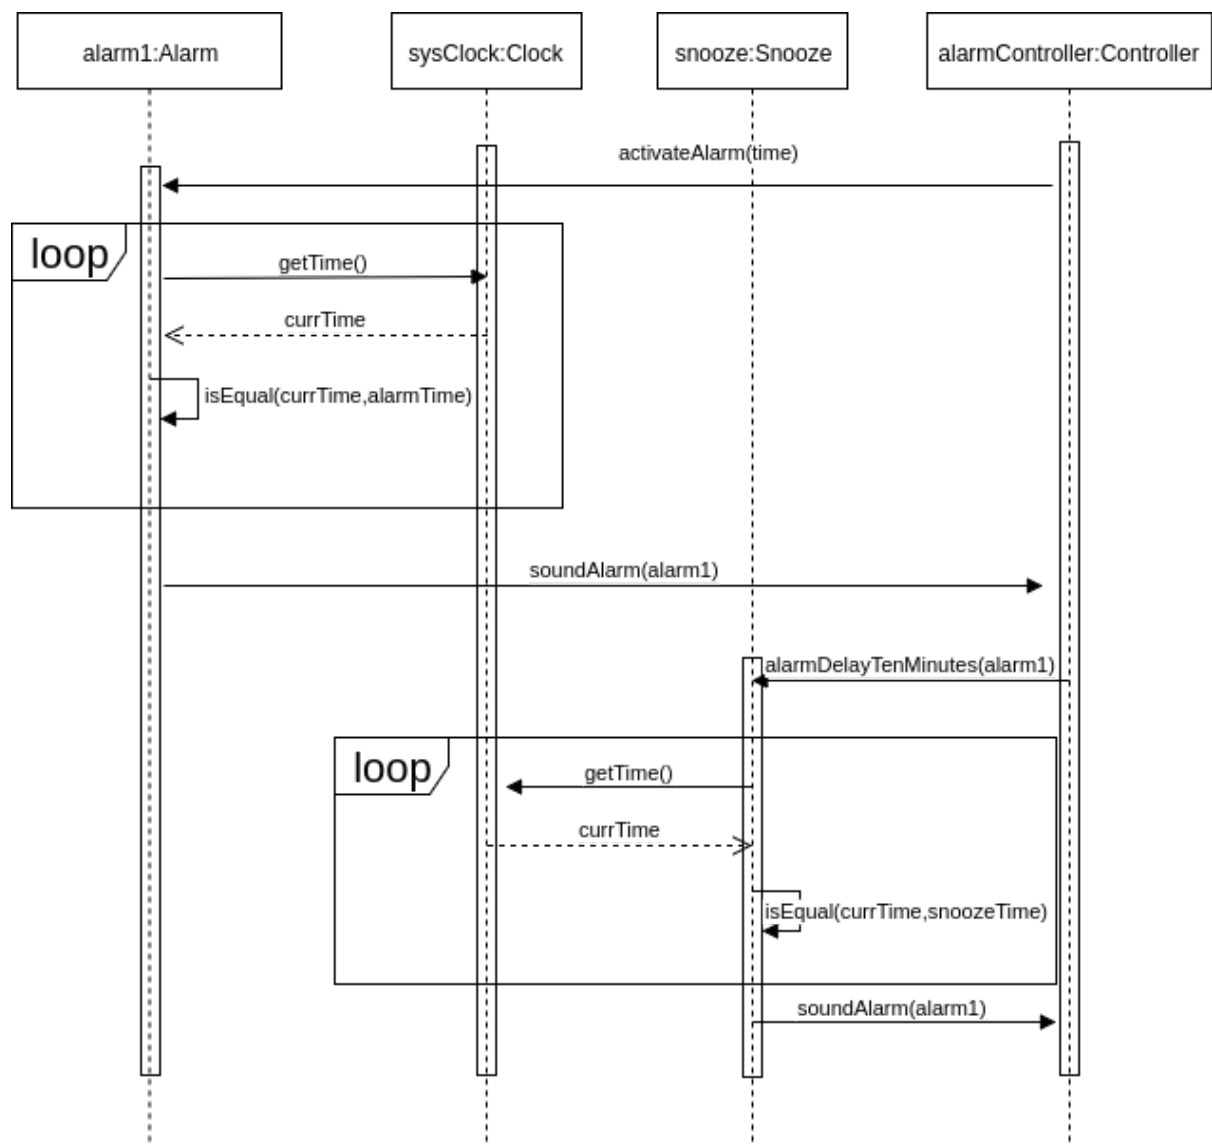 alarm1:Alarm
sysClock:Clock
snooze:Snooze
alarmController:Controller
activateAlarm(time)
loop
getTime()
currTime
isEqual(currTime,alarmTime)
soundAlarm(alarm1)
alarmDelayTenMinutes(alarm1)
loop
getTime()
currTime
isEqual(currTime,snoozeTime)
soundAlarm(alarm1)